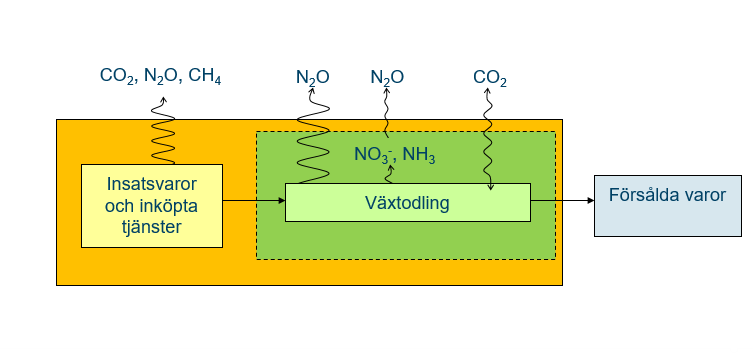 CO₂, N₂O, CH₄
N₂O
N₂O
CO₂
NO₃⁻, NH₃
Insatsvaror
och inköpta
tjänster
Växtodling
Försålda varor